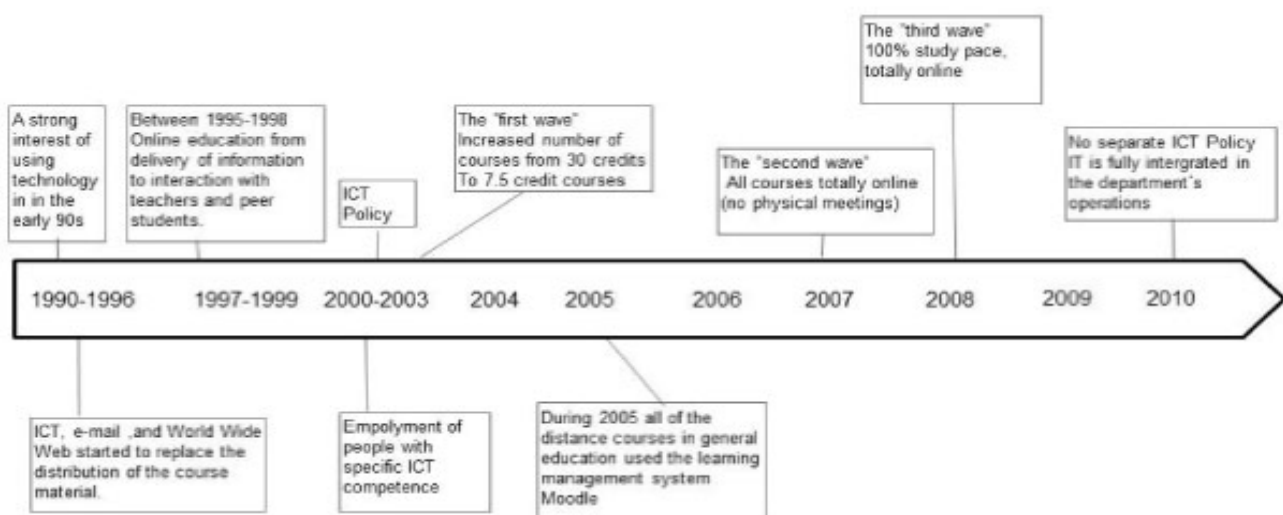 The "third wave"
100% study pace,
totally online
A strong
interest of
using
technology
in in the
early 90s
Between 1995-1998
Online education from
delivery of information
to interaction with
teachers and peer
students.
ICT
Policy
The "first wave"
Increased number of
courses from 30 credits
To 7.5 credit courses
The "second wave"
All courses totally online
(no physical meetings)
No separate ICT Policy
IT is fully intergrated in
the department´s
operations
1990-1996
1997-1999
2000-2003
2004
2005
2006
2007
2008
2009
2010
ICT, e-mail ,and World Wide
Web started to replace the
distribution of the course
material.
Empolyment of
people with
specific ICT
competence
During 2005 all of the
distance courses in general
education used the learning
management system
Moodle